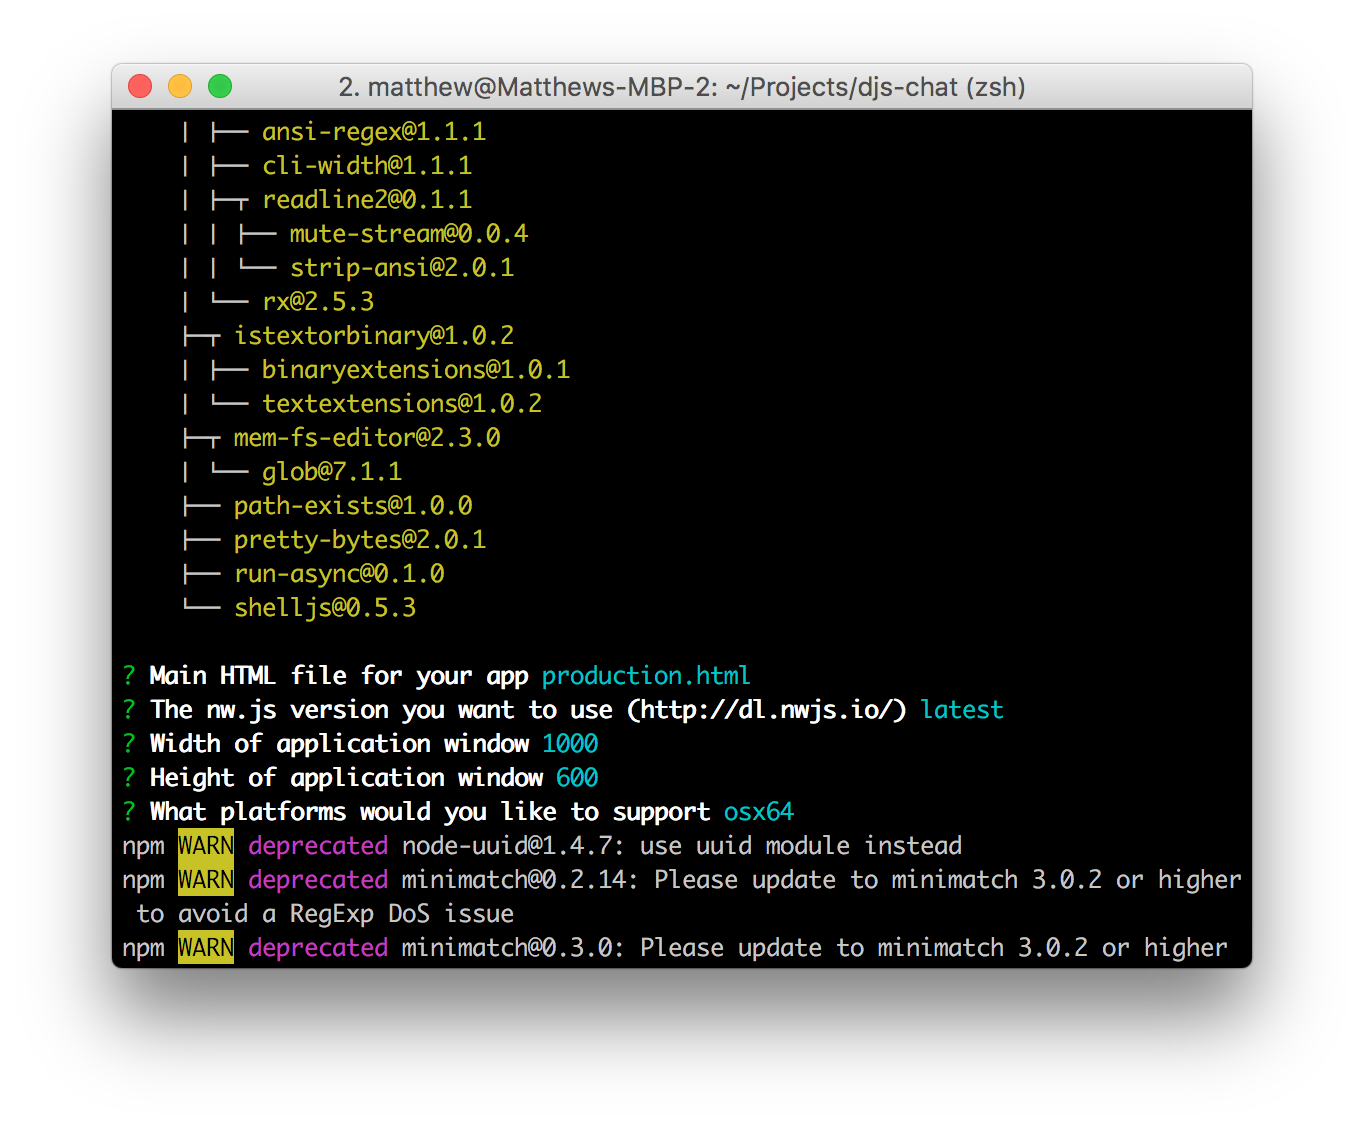 2. matthew@Matthews-MBP-2: ~/Projects/djs-chat (zsh)
│ ├── ansi-regex@1.1.1
│ ├── cli-width@1.1.1
│ ├─┬ readline2@0.1.1
│ │ ├── mute-stream@0.0.4
│ │ └── strip-ansi@2.0.1
│ └── rx@2.5.3
├─┬ istextorbinary@1.0.2
│ ├── binaryextensions@1.0.1
│ └── textextensions@1.0.2
├─┬ mem-fs-editor@2.3.0
│ └── glob@7.1.1
├── path-exists@1.0.0
├── pretty-bytes@2.0.1
├── run-async@0.1.0
└── shelljs@0.5.3
? Main HTML file for your app production.html
? The nw.js version you want to use (http://dl.nwjs.io/) latest
? Width of application window 1000
? Height of application window 600
? What platforms would you like to support osx64
npm WARN deprecated node-uuid@1.4.7: use uuid module instead
npm WARN deprecated minimatch@0.2.14: Please update to minimatch 3.0.2 or higher
to avoid a RegExp DoS issue
npm WARN deprecated minimatch@0.3.0: Please update to minimatch 3.0.2 or higher